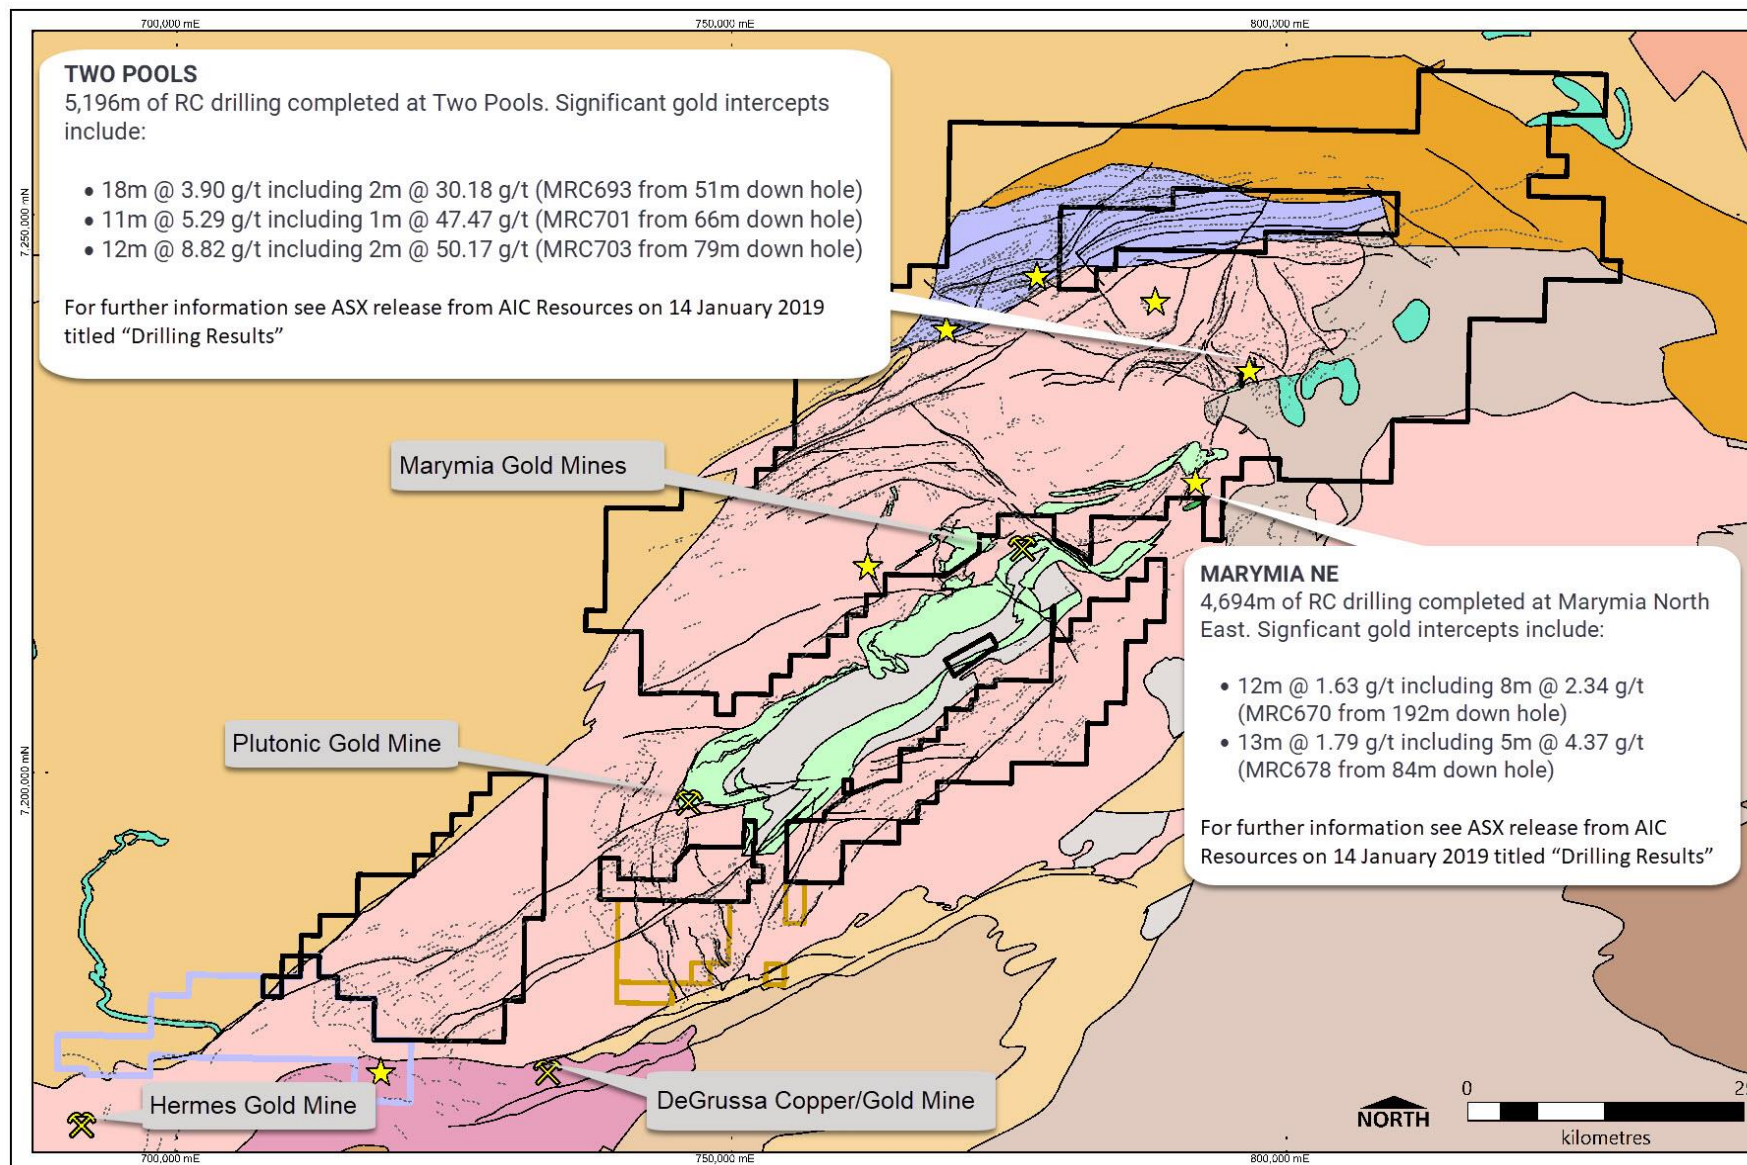 700,000 mE
750,000 mE
800,000 mE
TWO POOLS
5,196m of RC drilling completed at Two Pools. Significant gold intercepts
include:
• 18m @ 3.90 g/t including 2m @ 30.18 g/t (MRC693 from 51m down hole)
• 11m @ 5.29 g/t including 1m @ 47.47 g/t (MRC701 from 66m down hole)
• 12m @ 8.82 g/t including 2m @ 50.17 g/t (MRC703 from 79m down hole)
For further information see ASX release from AIC Resources on 14 January 2019
titled “Drilling Results”
7,250,000 mN
Marymia Gold Mines
MARYMIA NE
4,694m of RC drilling completed at Marymia North
East. Signficant gold intercepts include:
• 12m @ 1.63 g/t including 8m @ 2.34 g/t
(MRC670 from 192m down hole)
• 13m @ 1.79 g/t including 5m @ 4.37 g/t
(MRC678 from 84m down hole)
For further information see ASX release from AIC
Resources on 14 January 2019 titled “Drilling Results”
Plutonic Gold Mine
7,200,000 mN
Hermes Gold Mine
DeGrussa Copper/Gold Mine
NORTH
0
kilometres
700,000 mE
750,000 mE
800,000 mE